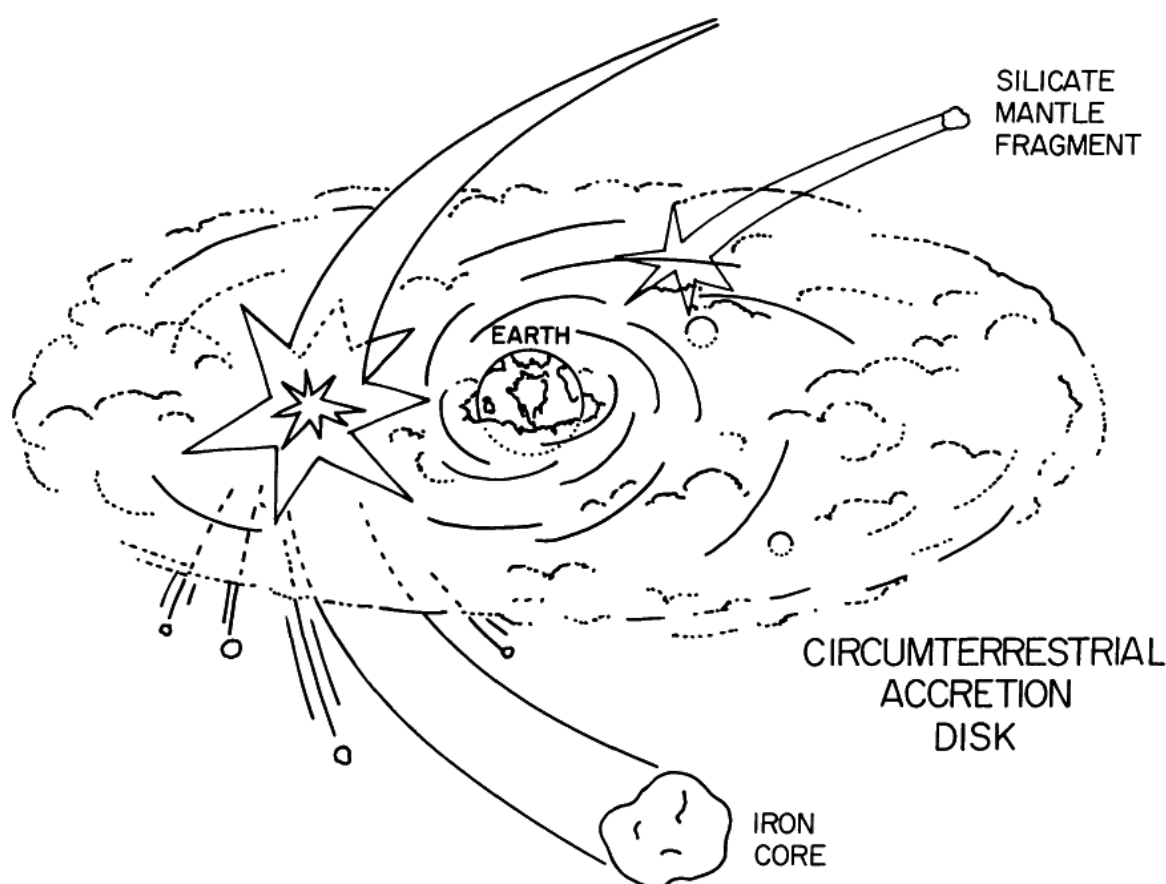 SILICATE
MANTLE
FRAGMENT
EARTH
CIRCUMTERRESTRIAL
ACCRETION
DISK
IRON
CORE